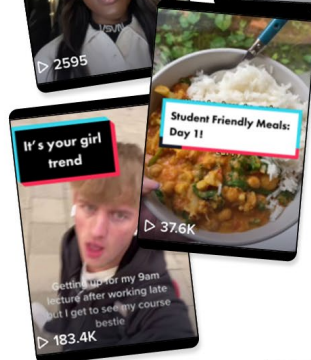 2595
Student Friendly Meals:
Day 1!
37.6K
It's your girl
trend
Getting up for my 9am
lecture after working late
but I get to see my course
bestie
183.4K